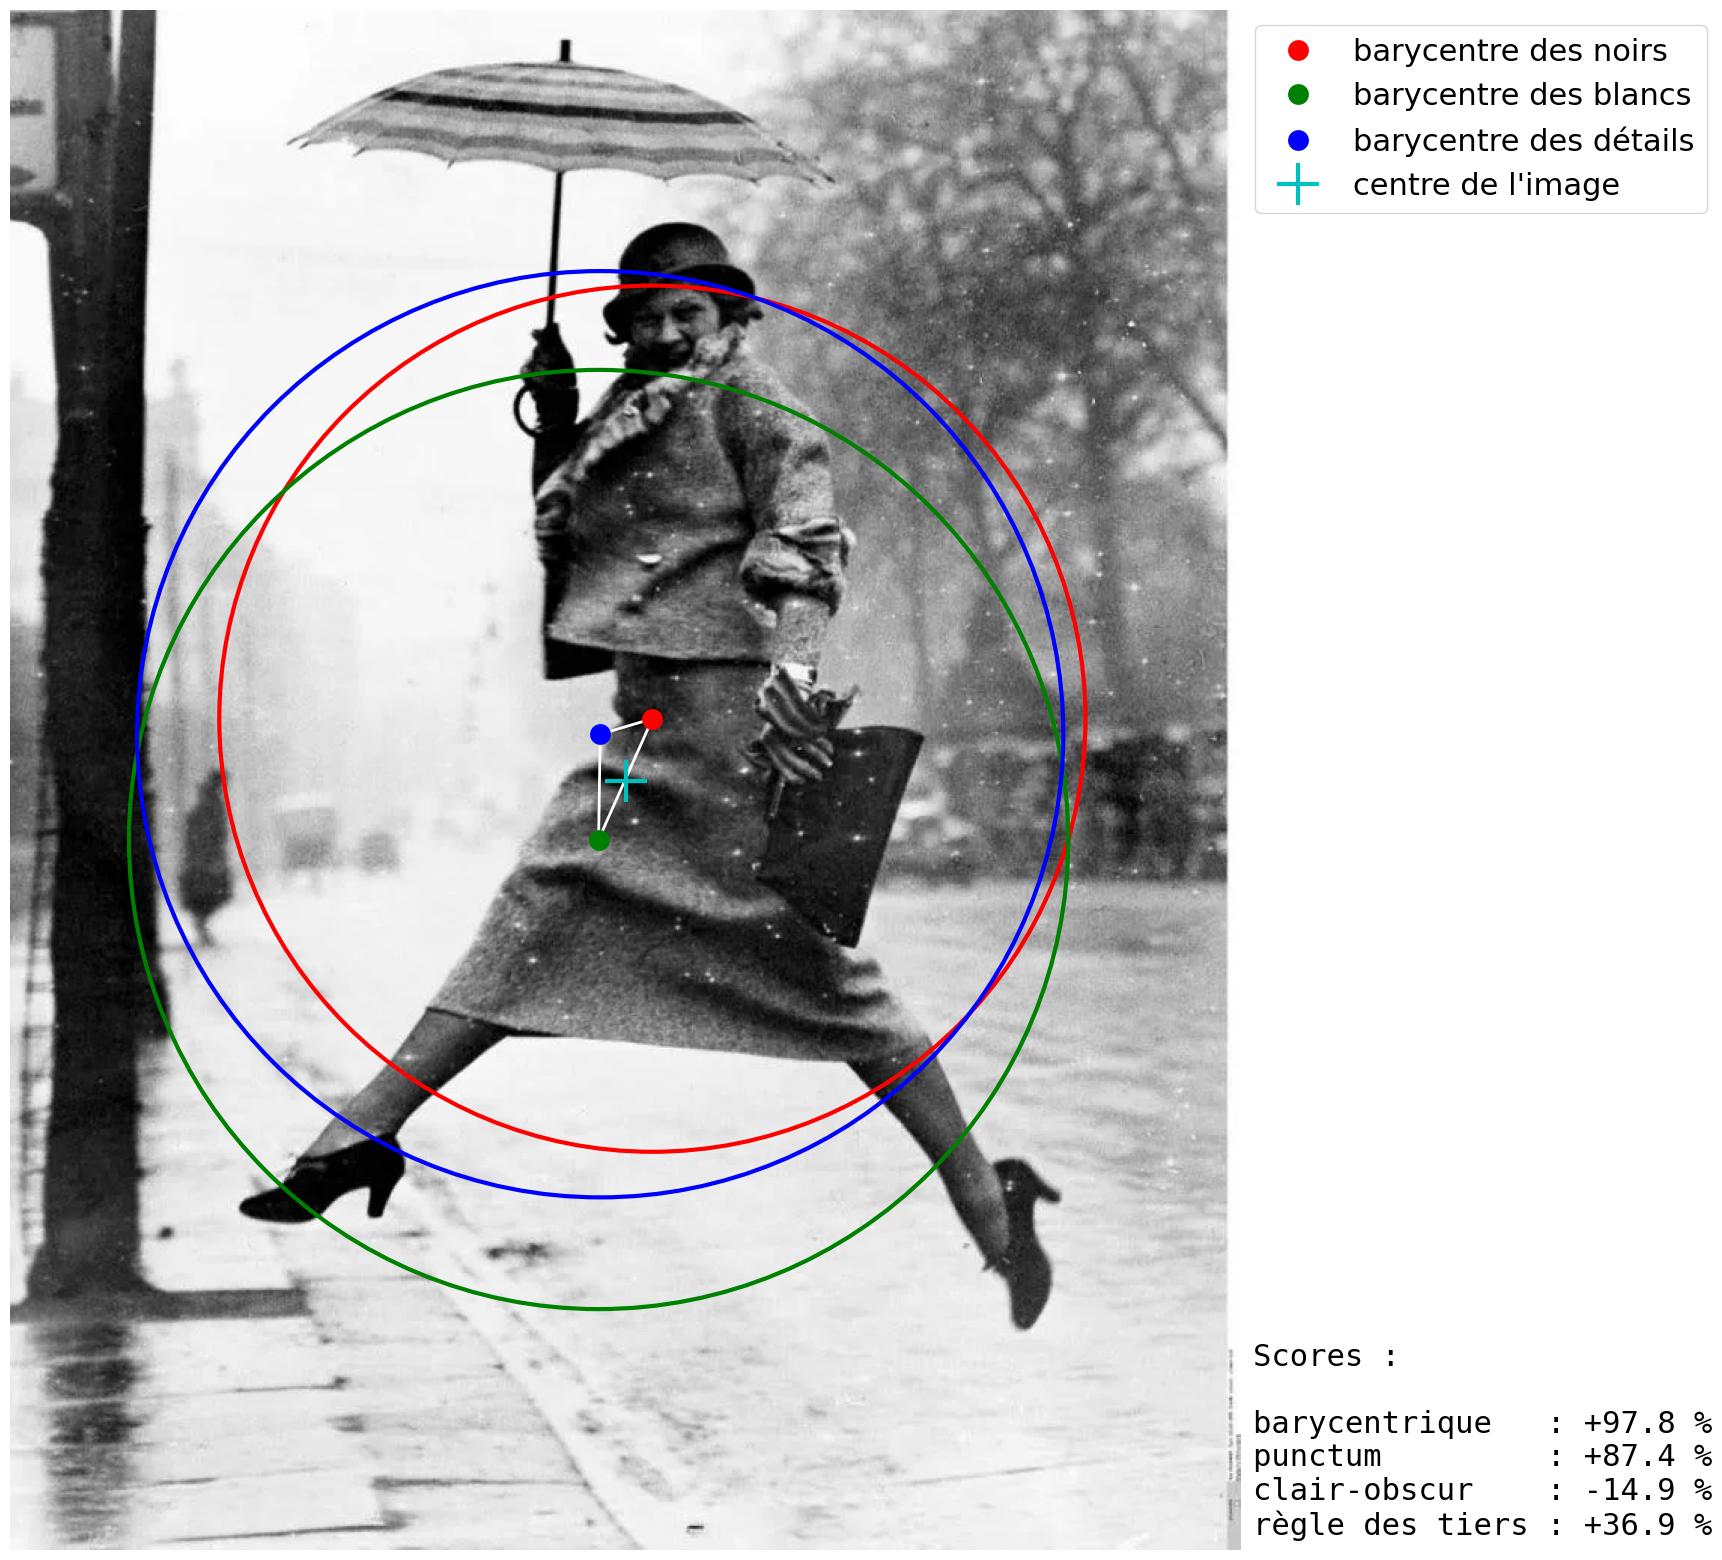 barycentre des noirs
barycentre des blancs
barycentre des détails
centre de l'image
Scores :
barycentrique : +97.8 %
punctum : +87.4 %
clair-obscur : -14.9 %
règle des tiers : +36.9 %